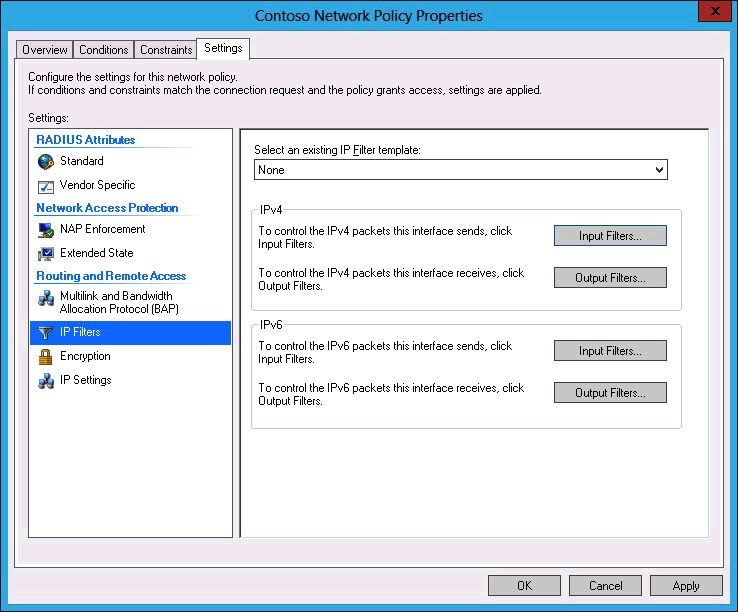 Contoso Network Policy Properties
x
Overview Conditions Constraints Settings
Configure the settings for this network policy.
If conditions and constraints match the connection request and the policy grants access, settings are applied.
Settings:
RADIUS Attributes
Standard
Vendor Specific
Network Access Protection
NAP Enforcement
Extended State
Routing and Remote Access
Multilink and Bandwidth
Allocation Protocol (BAP)
IP Filters
Encryption
IP Settings
Select an existing IP Filter template:
None
IPv4
To control the IPv4 packets this interface sends, click
Input Filters.
Input Filters...
To control the IPv4 packets this interface receives, click
Output Filters.
Output Filters...
IPv6
To control the IPv6 packets this interface sends, click
Input Filters.
Input Filters...
To control the IPv6 packets this interface receives, click
Output Filters.
Output Filters...
OK Cancel Apply